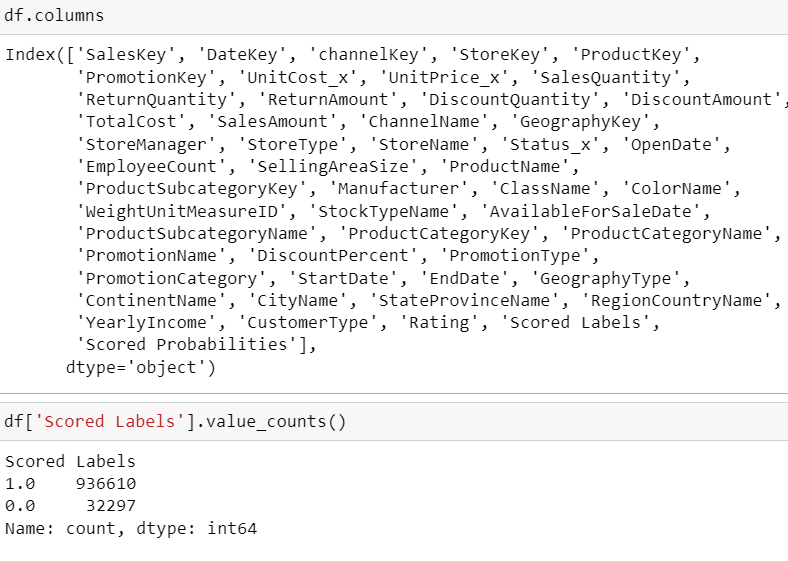 df.columns
Index(['SalesKey', 'DateKey', 'channelKey', 'StoreKey', 'ProductKey',
'PromotionKey', 'UnitCost_x', 'UnitPrice_x', 'SalesQuantity',
'ReturnQuantity', 'ReturnAmount', 'DiscountQuantity', 'DiscountAmount',
'TotalCost', 'SalesAmount', 'ChannelName', 'GeographyKey',
'StoreManager', 'StoreType', 'StoreName', 'Status_x', 'OpenDate',
'EmployeeCount', 'SellingAreaSize', 'ProductName',
'ProductSubcategoryKey', 'Manufacturer', 'ClassName', 'ColorName',
'WeightUnitMeasureID', 'StockTypeName', 'AvailableForSaleDate',
'ProductSubcategoryName', 'ProductCategoryKey', 'ProductCategoryName',
'PromotionName', 'DiscountPercent', 'PromotionType',
'PromotionCategory', 'StartDate', 'EndDate', 'GeographyType',
'ContinentName', 'CityName', 'StateProvinceName', 'RegionCountryName',
'YearlyIncome', 'CustomerType', 'Rating', 'Scored Labels',
'Scored Probabilities'],
dtype='object')
df['Scored Labels'].value_counts()
Scored Labels
1.0    936610
0.0     32297
Name: count, dtype: int64